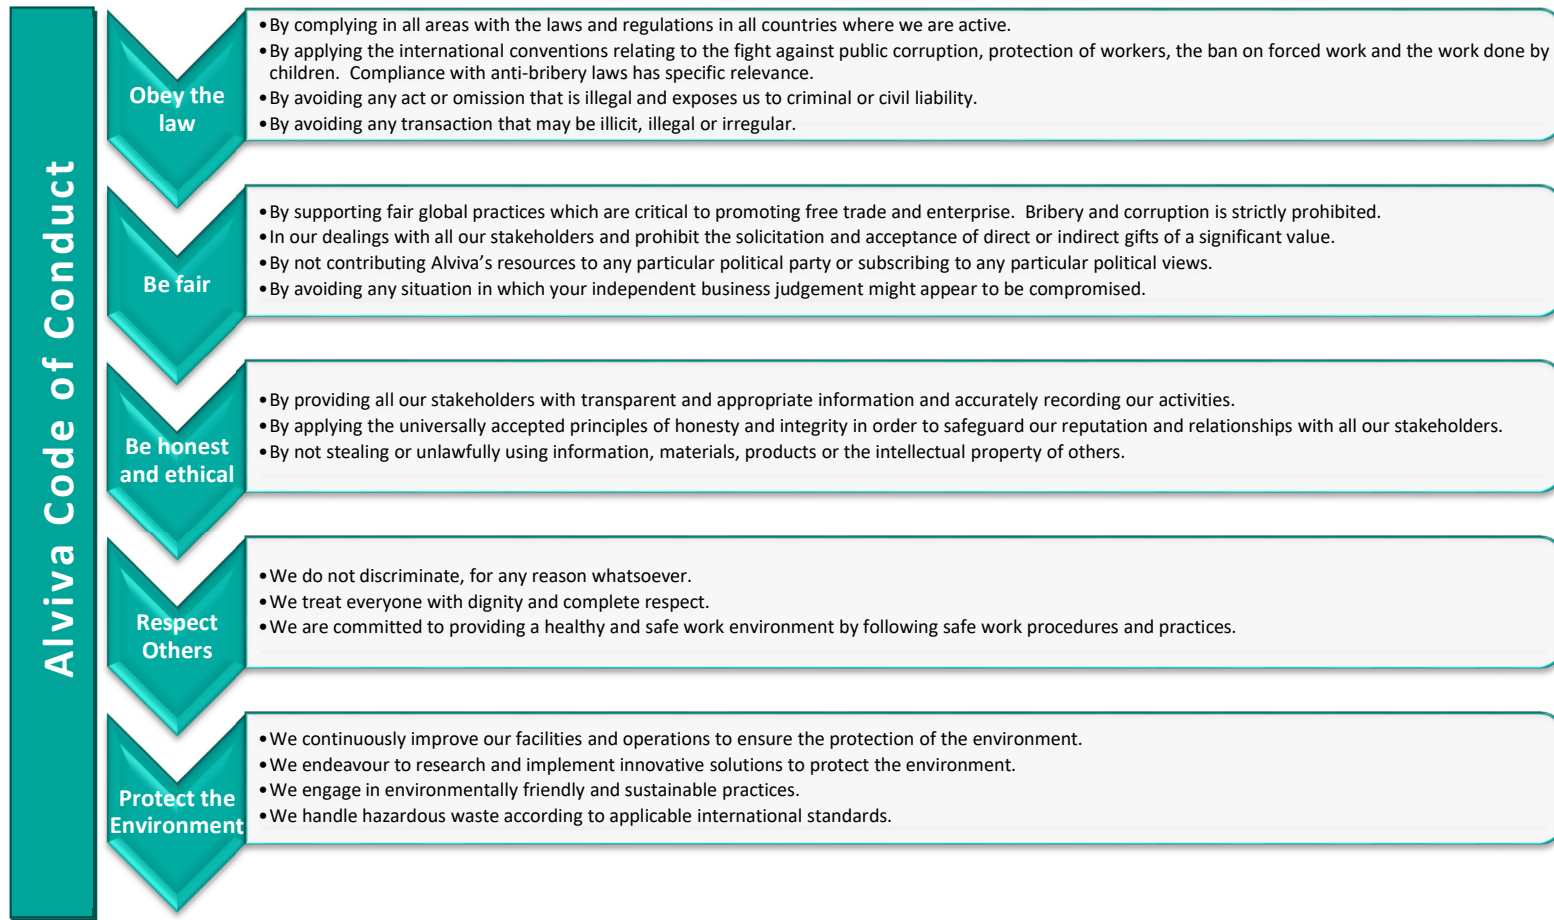 Alviva Code of Conduct
Obey the
law
•By complying in all areas with the laws and regulations in all countries where we are active.
•By applying the international conventions relating to the fight against public corruption, protection of workers, the ban on forced work and the work done by
children.  Compliance with anti-bribery laws has specific relevance.
•By avoiding any act or omission that is illegal and exposes us to criminal or civil liability.
•By avoiding any transaction that may be illicit, illegal or irregular.
Be fair
•By supporting fair global practices which are critical to promoting free trade and enterprise.  Bribery and corruption is strictly prohibited.
•In our dealings with all our stakeholders and prohibit the solicitation and acceptance of direct or indirect gifts of a significant value.
•By not contributing Alviva’s resources to any particular political party or subscribing to any particular political views.
•By avoiding any situation in which your independent business judgement might appear to be compromised.
Be honest
and ethical
•By providing all our stakeholders with transparent and appropriate information and accurately recording our activities.
•By applying the universally accepted principles of honesty and integrity in order to safeguard our reputation and relationships with all our stakeholders.
•By not stealing or unlawfully using information, materials, products or the intellectual property of others.
Respect
Others
•We do not discriminate, for any reason whatsoever.
•We treat everyone with dignity and complete respect.
•We are committed to providing a healthy and safe work environment by following safe work procedures and practices.
Protect the
Environment
•We continuously improve our facilities and operations to ensure the protection of the environment.
•We endeavour to research and implement innovative solutions to protect the environment.
•We engage in environmentally friendly and sustainable practices.
•We handle hazardous waste according to applicable international standards.